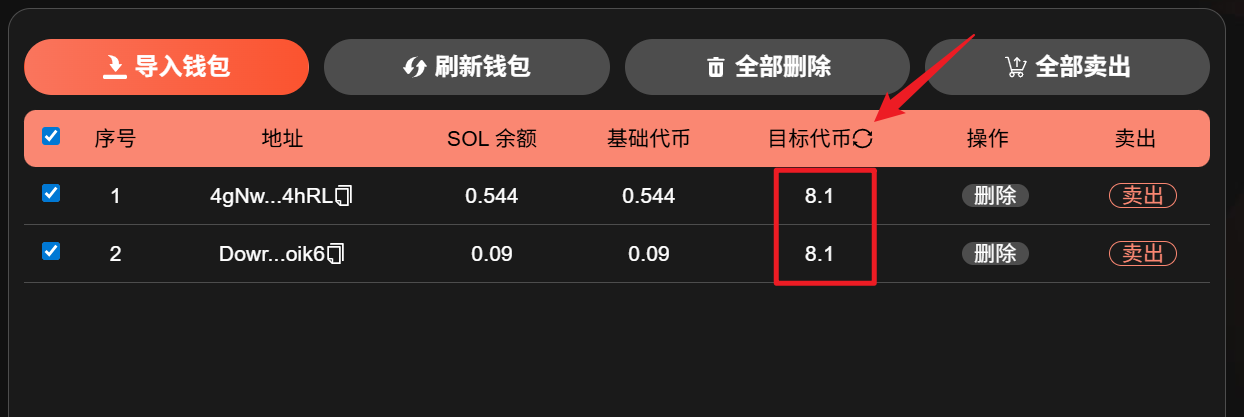 导入钱包 刷新钱包 全部删除 全部卖出
序号 地址 SOL 余额 基础代币 目标代币 操作 卖出
1 4gNw...4hRL 0.544 0.544 8.1 删除 卖出
2 Dowr...oik6 0.09 0.09 8.1 删除 卖出